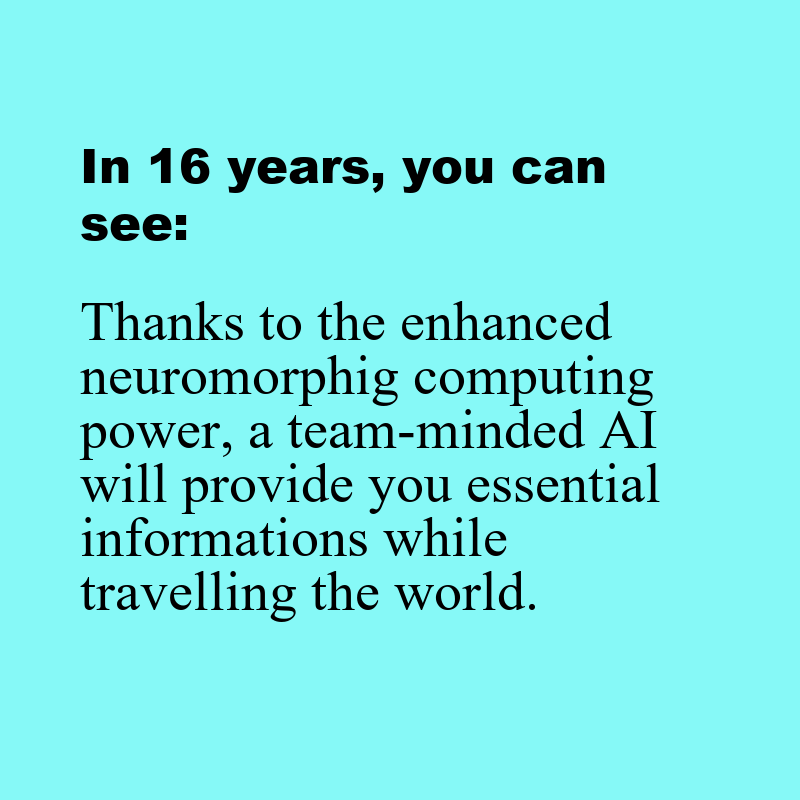 In 16 years, you can
see:
Thanks to the enhanced
neuromorphig computing
power, a team-minded AI
will provide you essential
informations while
travelling the world.